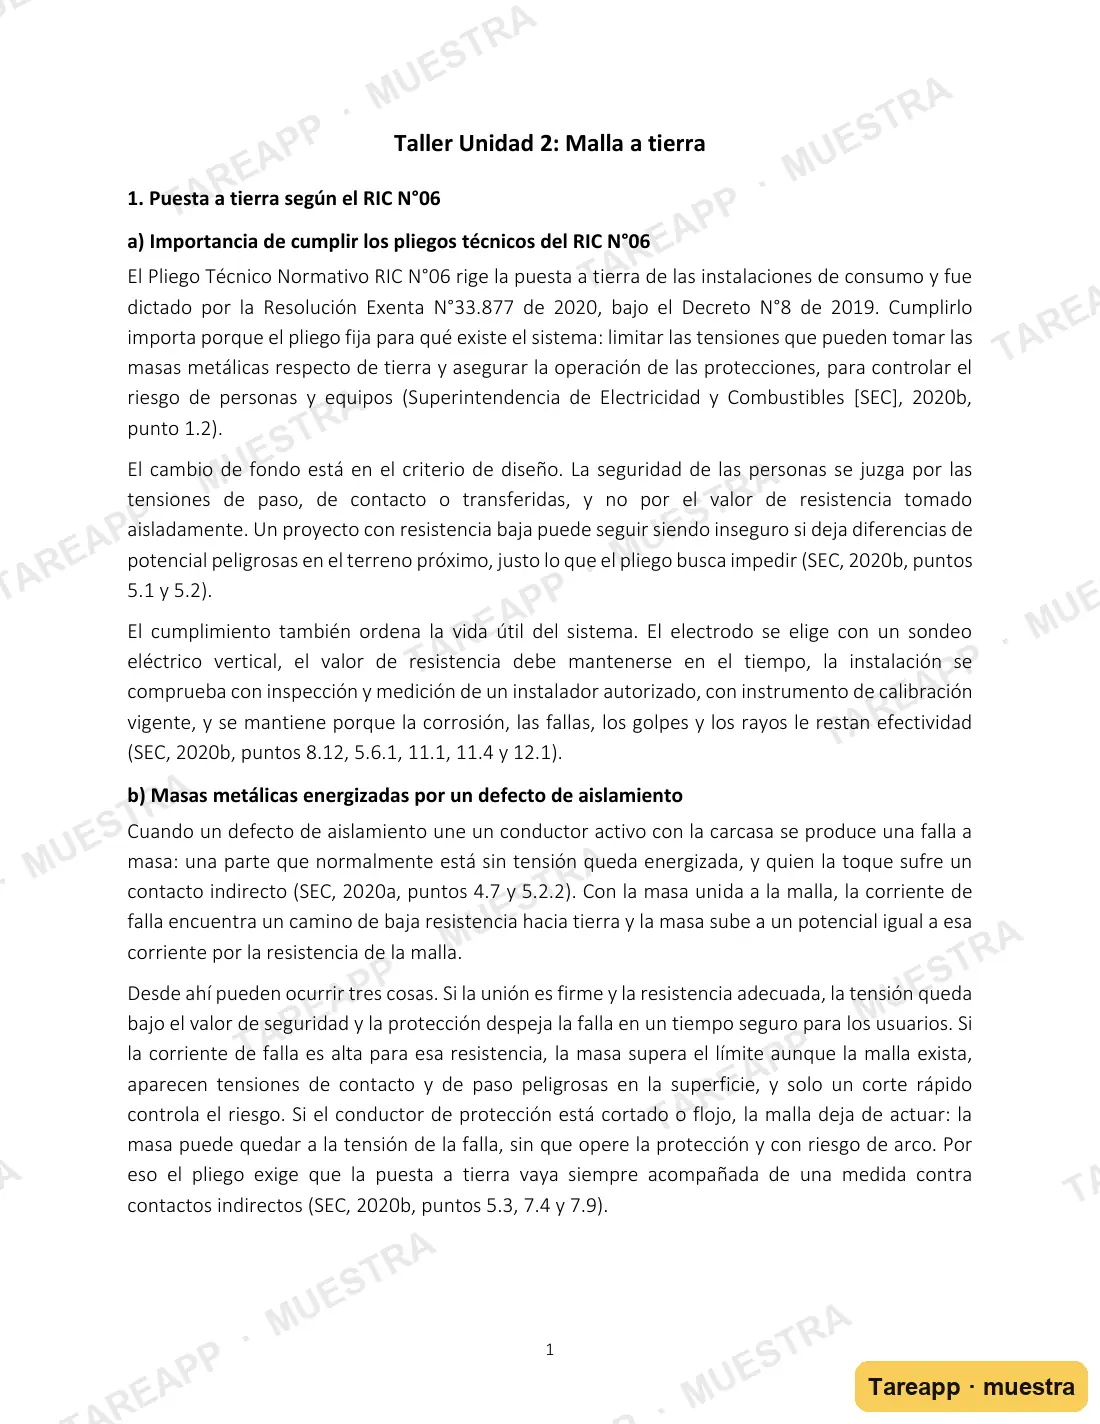 Taller Unidad 2: Malla a tierra
1. Puesta a tierra según el RIC N°06
a) Importancia de cumplir los pliegos técnicos del RIC N°06
El Pliego Técnico Normativo RIC N°06 rige la puesta a tierra de las instalaciones de consumo y fue
dictado por la Resolución Exenta N°33.877 de 2020, bajo el Decreto N°8 de 2019. Cumplirlo
importa porque el pliego fija para qué existe el sistema: limitar las tensiones que pueden tomar las
masas metálicas respecto de tierra y asegurar la operación de las protecciones, para controlar el
riesgo de personas y equipos (Superintendencia de Electricidad y Combustibles [SEC], 2020b,
punto 1.2).
El cambio de fondo está en el criterio de diseño. La seguridad de las personas se juzga por las
tensiones de paso, de contacto o transferidas, y no por el valor de resistencia tomado
aisladamente. Un proyecto con resistencia baja puede seguir siendo inseguro si deja diferencias de
potencial peligrosas en el terreno próximo, justo lo que el pliego busca impedir (SEC, 2020b, puntos
5.1 y 5.2).
El cumplimiento también ordena la vida útil del sistema. El electrodo se elige con un sondeo
eléctrico vertical, el valor de resistencia debe mantenerse en el tiempo, la instalación se
comprueba con inspección y medición de un instalador autorizado, con instrumento de calibración
vigente, y se mantiene porque la corrosión, las fallas, los golpes y los rayos le restan efectividad
(SEC, 2020b, puntos 8.12, 5.6.1, 11.1, 11.4 y 12.1).
b) Masas metálicas energizadas por un defecto de aislamiento
Cuando un defecto de aislamiento une un conductor activo con la carcasa se produce una falla a
masa: una parte que normalmente está sin tensión queda energizada, y quien la toque sufre un
contacto indirecto (SEC, 2020a, puntos 4.7 y 5.2.2). Con la masa unida a la malla, la corriente de
falla encuentra un camino de baja resistencia hacia tierra y la masa sube a un potencial igual a esa
corriente por la resistencia de la malla.
Desde ahí pueden ocurrir tres cosas. Si la unión es firme y la resistencia adecuada, la tensión queda
bajo el valor de seguridad y la protección despeja la falla en un tiempo seguro para los usuarios. Si
la corriente de falla es alta para esa resistencia, la masa supera el límite aunque la malla exista,
aparecen tensiones de contacto y de paso peligrosas en la superficie, y solo un corte rápido
controla el riesgo. Si el conductor de protección está cortado o flojo, la malla deja de actuar: la
masa puede quedar a la tensión de la falla, sin que opere la protección y con riesgo de arco. Por
eso el pliego exige que la puesta a tierra vaya siempre acompañada de una medida contra
contactos indirectos (SEC, 2020b, puntos 5.3, 7.4 y 7.9).
1
Tareapp · muestra